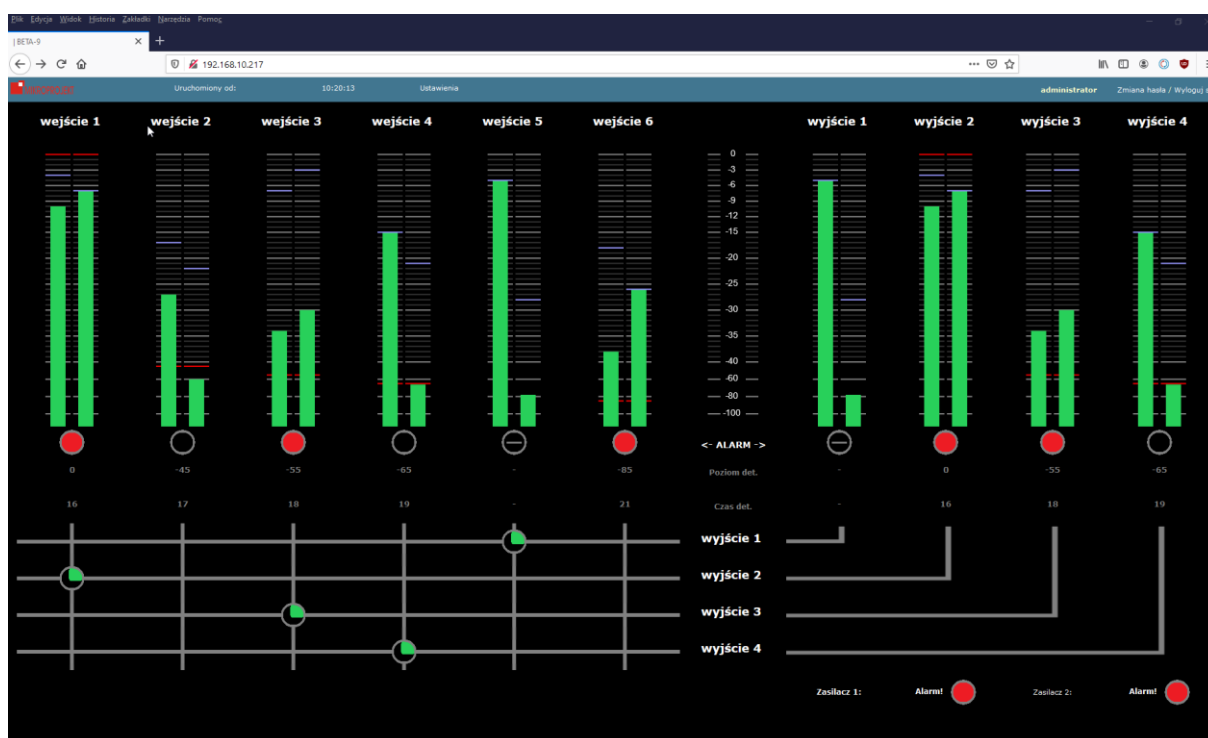 Plik Edycja Widok Historia Zakładki Narzędzia Pomoc
| BETA-9
192.168.10.217
Uruchomiony od: 10:20:13 Ustawienia administrator Zmiana hasła / Wyloguj
wejście 1 wejście 2 wejście 3 wejście 4 wejście 5 wejście 6 wyjście 1 wyjście 2 wyjście 3 wyjście 4
0
-3
-6
-9
-12
-15
-20
-25
-30
-35
-40
-60
-80
-100
<- ALARM ->
0 -45 -55 -65 - -85 Poziom det. - 0 -55 -65
16 17 18 19 - 21 Czas det. - 16 18 19
wyjście 1
wyjście 2
wyjście 3
wyjście 4
Zasilacz 1: Alarm! Zasilacz 2: Alarm!